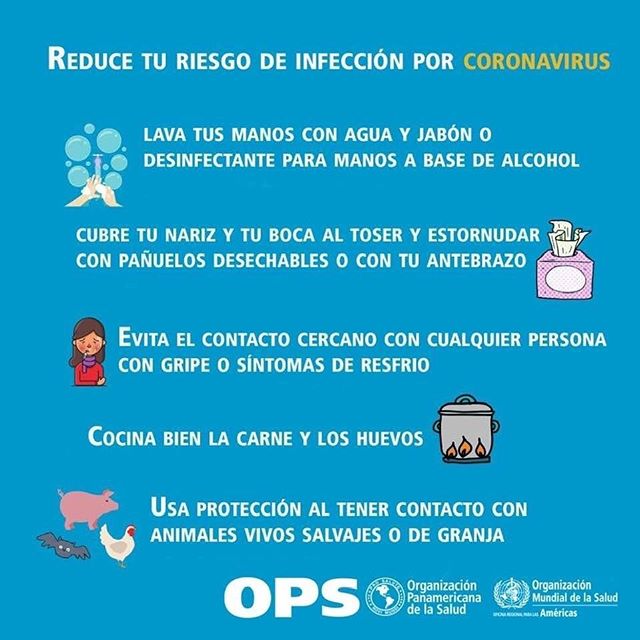 REDUCE TU RIESGO DE INFECCIÓN POR CORONAVIRUS
LAVA TUS MANOS CON AGUA Y JABÓN O
DESINFECTANTE PARA MANOS A BASE DE ALCOHOL
CUBRE TU NARIZ Y TU BOCA AL TOSER Y ESTORNUDAR
CON PAÑUELOS DESECHABLES O CON TU ANTEBRAZO
EVITA EL CONTACTO CERCANO CON CUALQUIER PERSONA
CON GRIPE O SÍNTOMAS DE RESFRIO
COCINA BIEN LA CARNE Y LOS HUEVOS
USA PROTECCIÓN AL TENER CONTACTO CON
ANIMALES VIVOS SALVAJES O DE GRANJA
OPS
Organización
Panamericana
de la Salud
Organización
Mundial de la Salud
OFICINA REGIONAL PARA LAS Américas